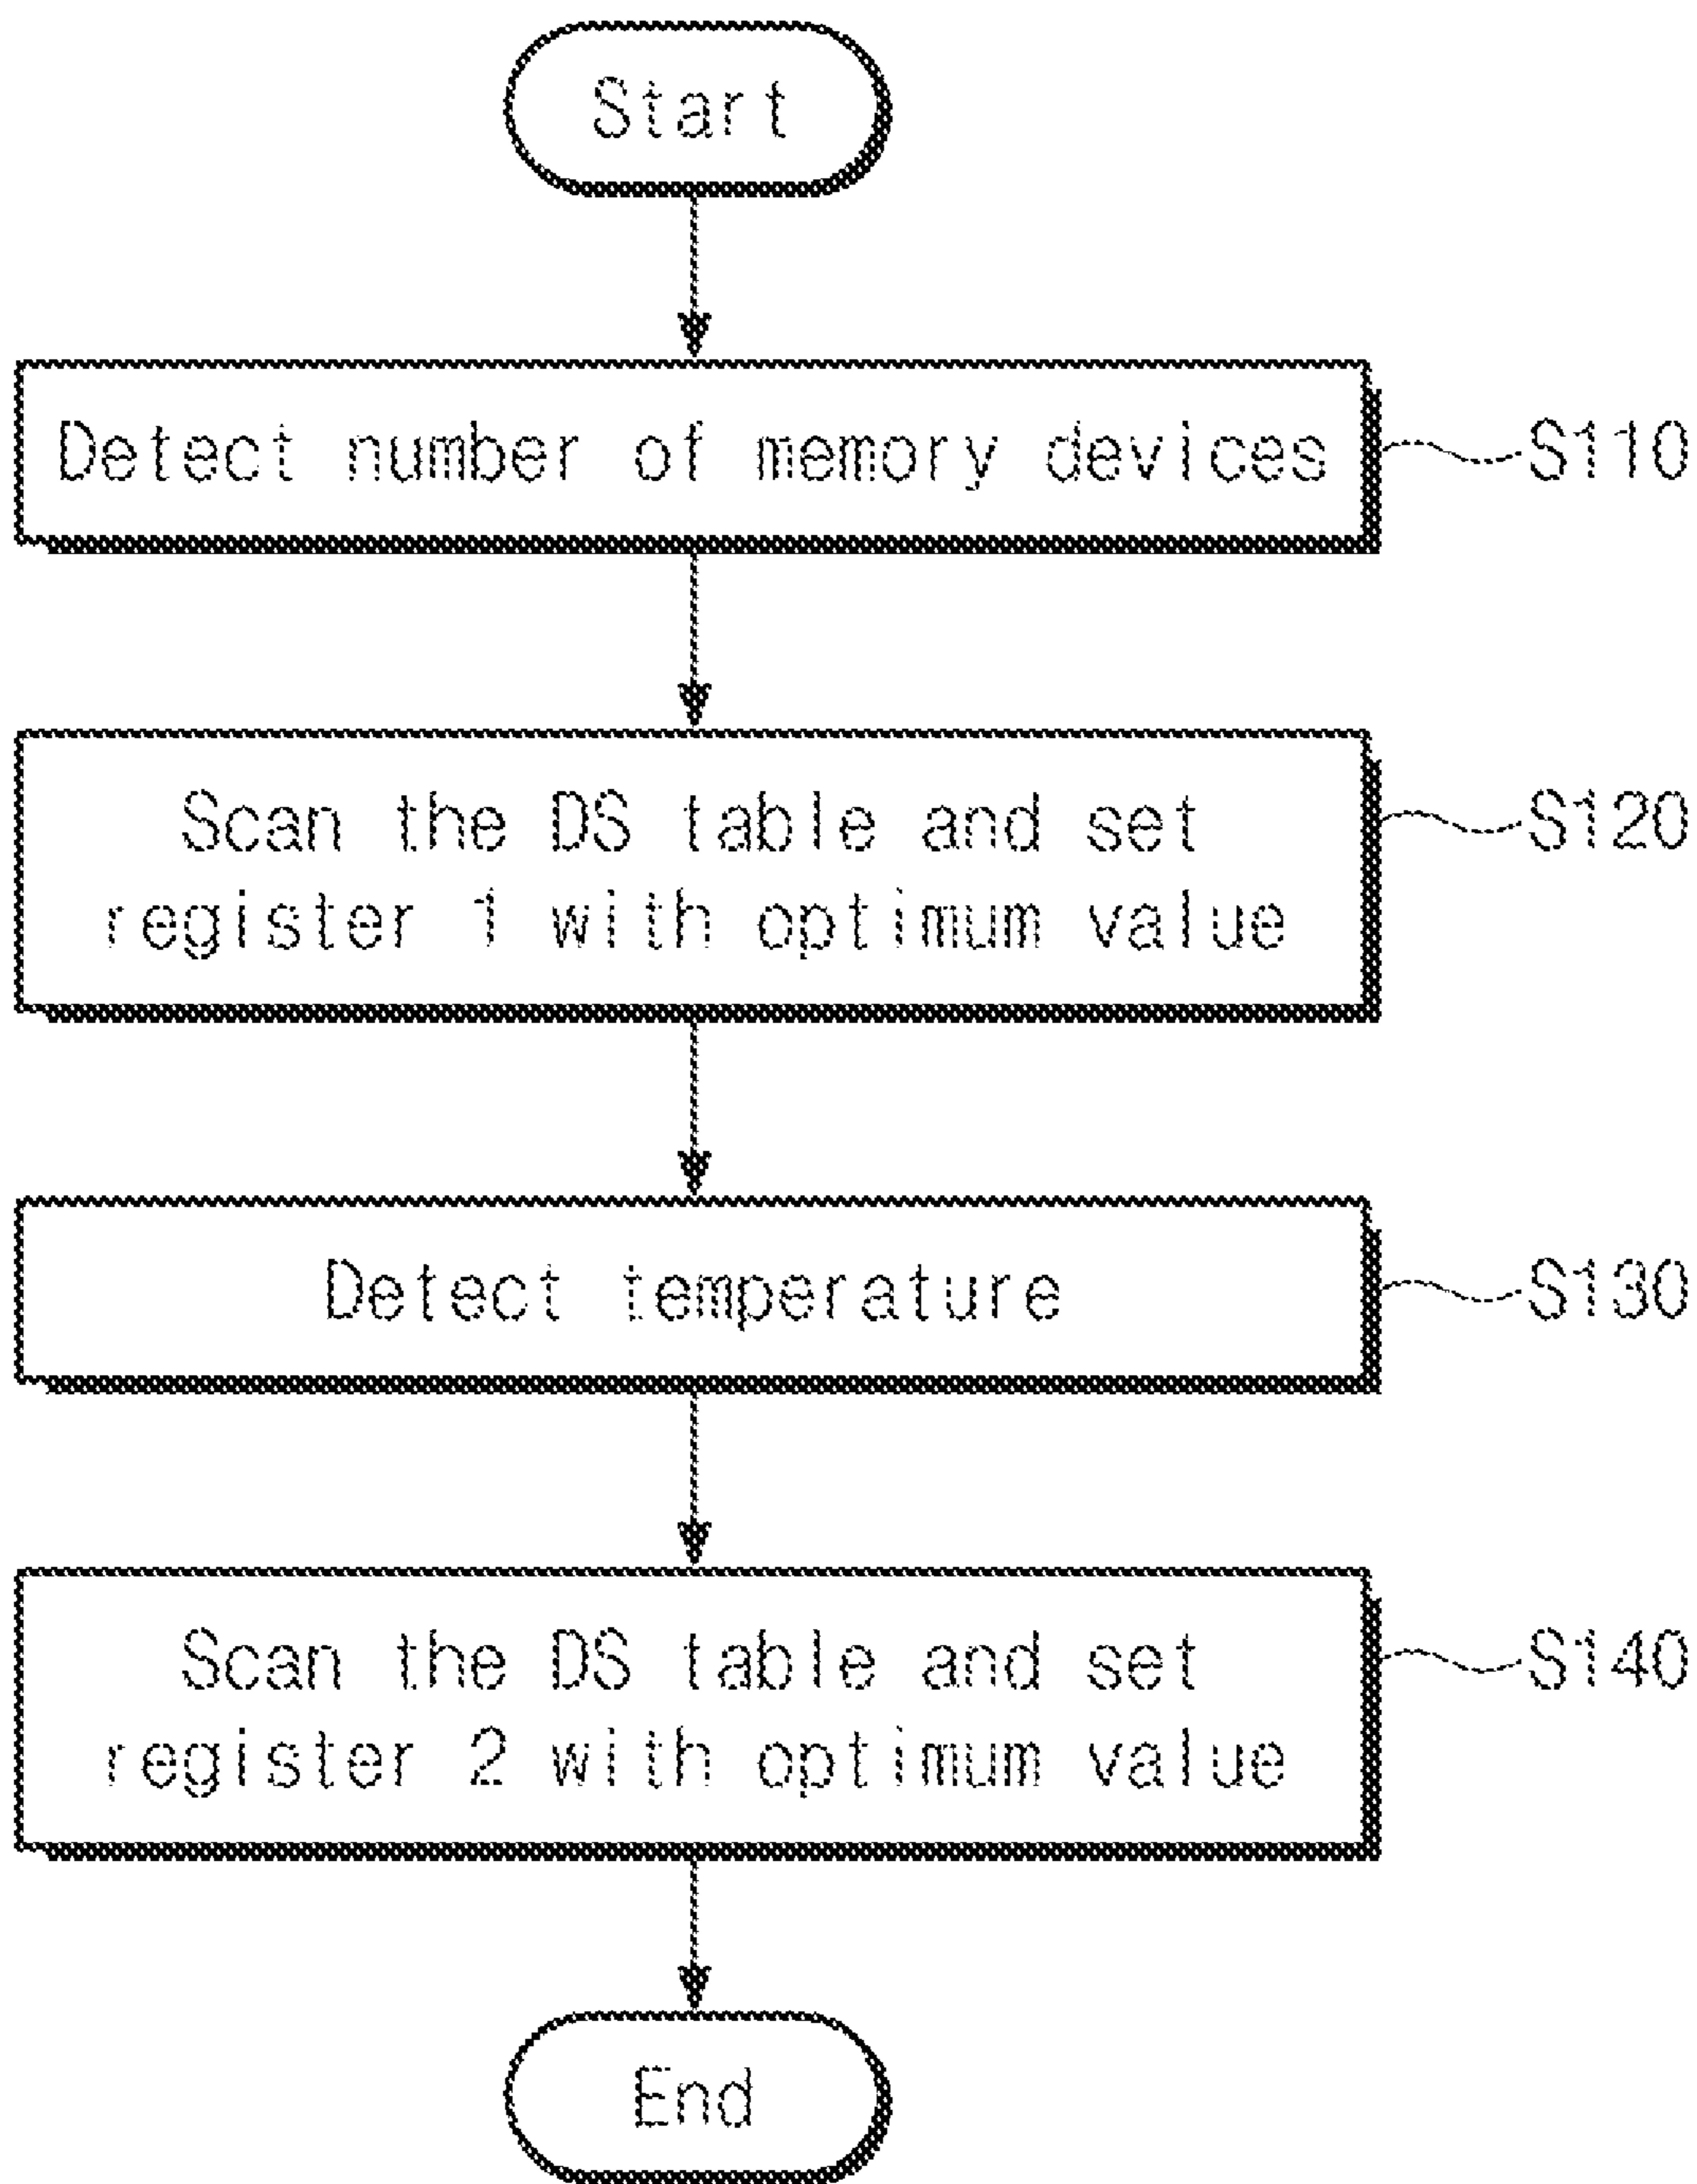 Start
Detect number of memory devices
S110
Scan the DS table and set
register 1 with optimum value
S120
Detect temperature
S130
Scan the DS table and set
register 2 with optimum value
S140
End